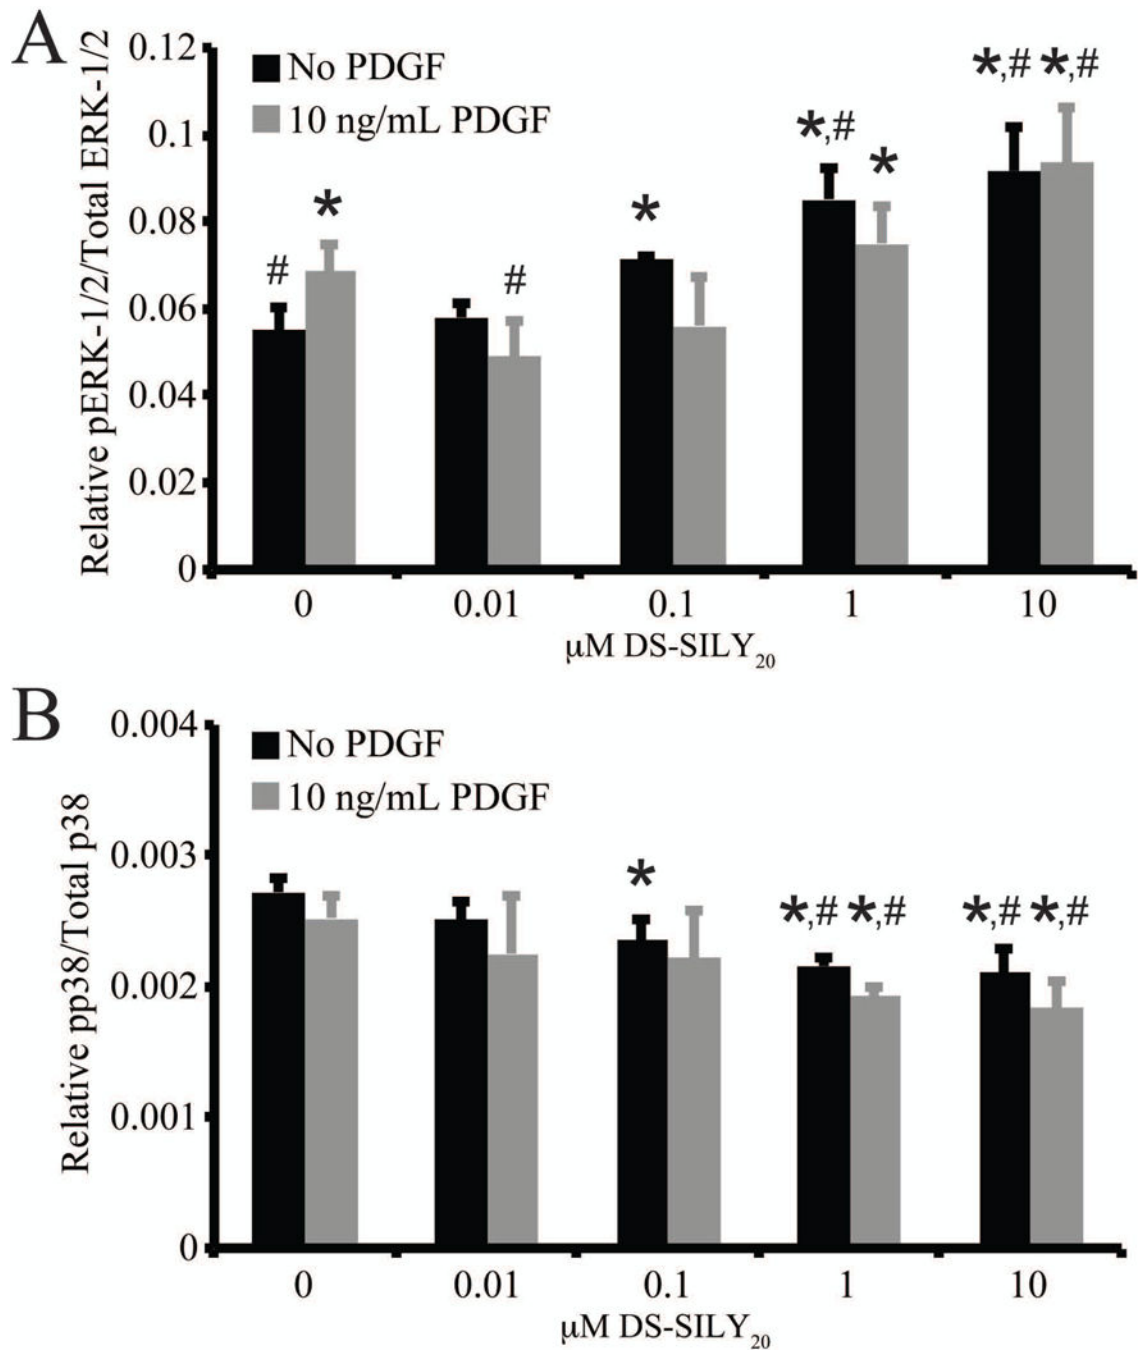 A
Relative pERK-1/2/Total ERK-1/2
0.12
0.1
0.08
0.06
0.04
0.02
0
No PDGF
10 ng/mL PDGF
# *
#
*
*,# *
*,# *,#
0 0.01 0.1 1 10
μM DS-SILY20
B
Relative pp38/Total p38
0.004
0.003
0.002
0.001
0
No PDGF
10 ng/mL PDGF
*
*,# *,#
*,# *,#
0 0.01 0.1 1 10
μM DS-SILY20